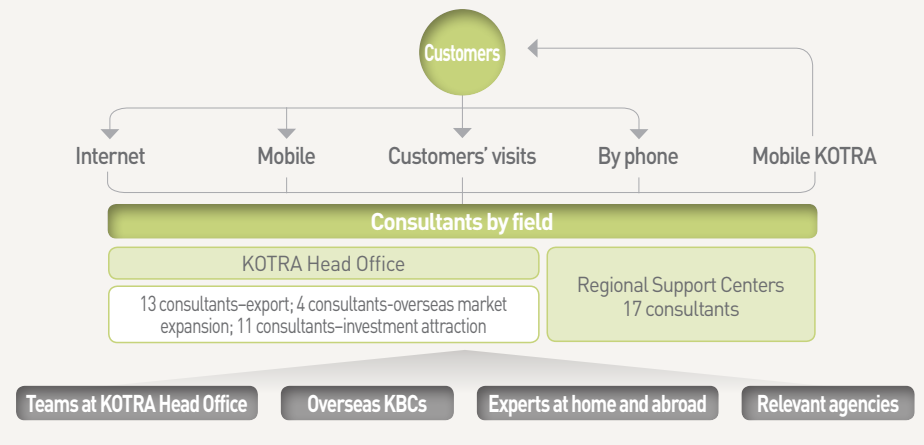 Customers
Internet
Mobile
Customers’ visits
By phone
Mobile KOTRA
Consultants by field
KOTRA Head Office
13 consultants–export; 4 consultants-overseas market
expansion; 11 consultants–investment attraction
Regional Support Centers
17 consultants
Teams at KOTRA Head Office
Overseas KBCs
Experts at home and abroad
Relevant agencies